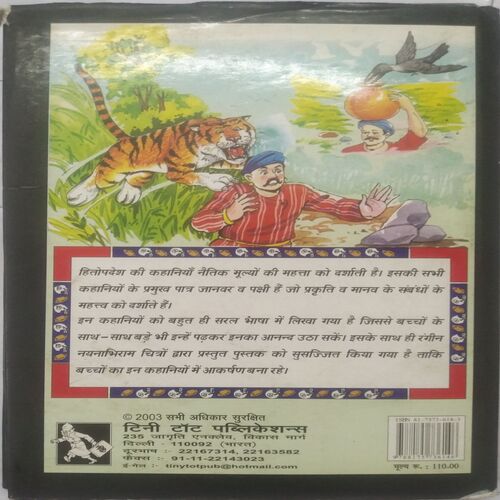 हितोपदेश की कहानियाँ नैतिक मूल्यों की महत्ता को दर्शाती हैं। इसकी सभी
कहानियों के प्रमुख पात्र जानवर व पक्षी हैं जो प्रकृति व मानव के संबंधों के
महत्त्व को दर्शाते हैं।
इन कहानियों को बहुत ही सरल भाषा में लिखा गया है जिससे बच्चों के
साथ-साथ बड़े भी इन्हें पढ़कर इनका आनन्द उठा सकें। इसके साथ ही रंगीन
नयनाभिराम चित्रों द्वारा प्रस्तुत पुस्तक को सुसज्जित किया गया है ताकि
बच्चों का इन कहानियों में आकर्षण बना रहे।
© 2003 सभी अधिकार सुरक्षित
टिनी टॉट पब्लिकेशन्स
235 जागृति एनक्लेव, विकास मार्ग
दिल्ली - 110092 (भारत)
दूरभाष : 22167314, 22163582
फैक्स : 91-11-22143023
इ-मेल : tinytotpub@hotmail.com
मूल्य रू. : 110.00